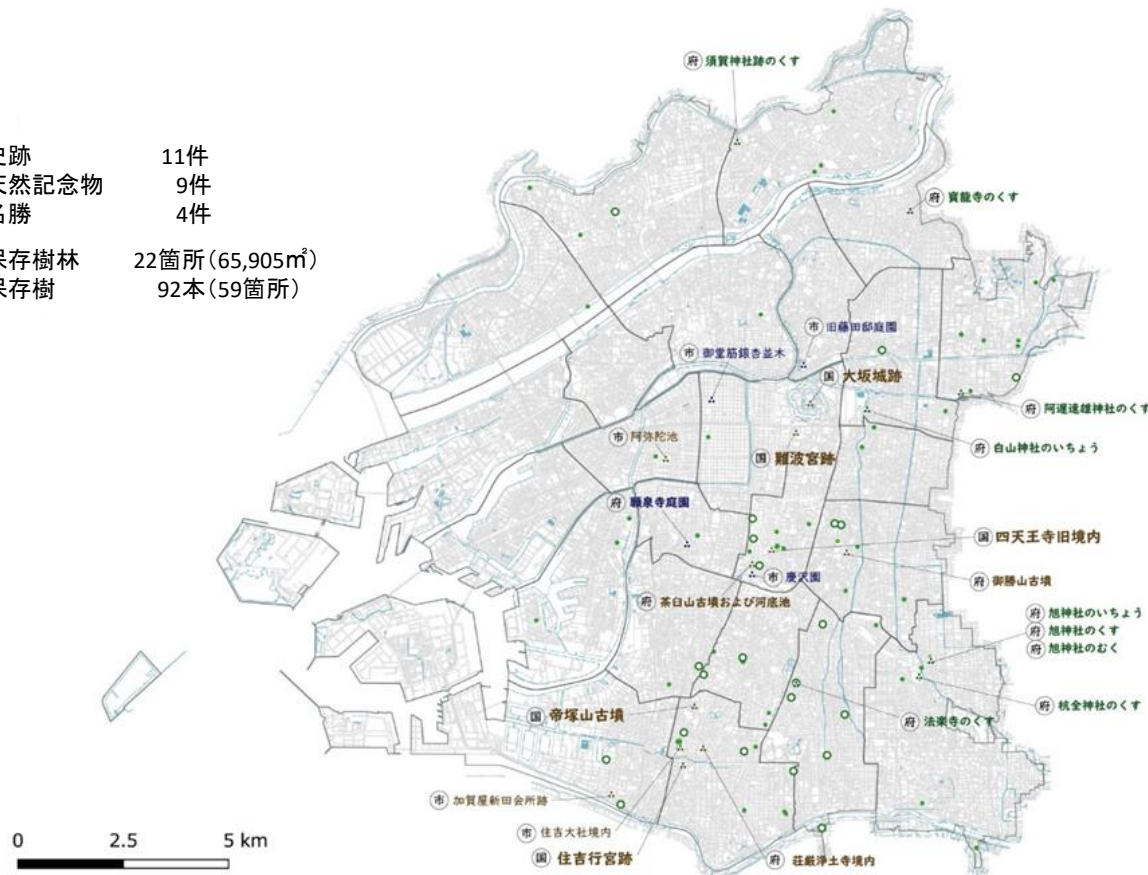 史跡 11件
天然記念物 9件
名勝 4件
保存樹林 22箇所(65,905㎡)
保存樹 92本(59箇所)
府 須賀神社跡のくす
府 寳龍寺のくす
市 旧藤田邸庭園
市 御堂筋銀杏並木
国 大坂城跡
府 阿遅速雄神社のくす
市 阿弥陀池
府 白山神社のいちょう
国 難波宮跡
府 願泉寺庭園
国 四天王寺旧境内
市 慶沢園
府 御勝山古墳
府 茶臼山古墳および河底池
府 旭神社のいちょう
府 旭神社のくす
府 旭神社のむく
府 杭全神社のくす
国 帝塚山古墳
府 法楽寺のくす
市 加賀屋新田会所跡
市 住吉大社境内
国 住吉行宮跡
府 荘厳浄土寺境内
0 2.5 5 km